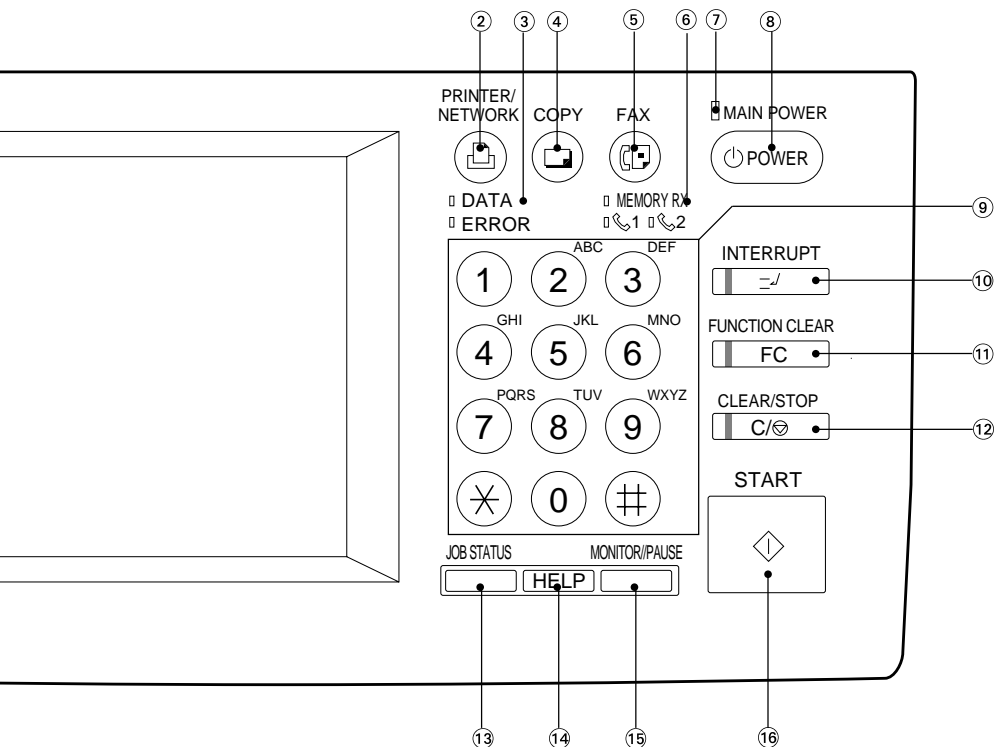 ② ③ ④ ⑤ ⑥ ⑦ ⑧
PRINTER/
NETWORK COPY FAX MAIN POWER
POWER
DATA MEMORY RX
ERROR 1 2
⑨
1 2 ABC 3 DEF
INTERRUPT
⑩
4 GHI 5 JKL 6 MNO
FUNCTION CLEAR
FC ⑪
7 PQRS 8 TUV 9 WXYZ
CLEAR/STOP
C/ ⑫
0 #
START
JOB STATUS MONITOR//PAUSE
HELP
⑬ ⑭ ⑮ ⑯